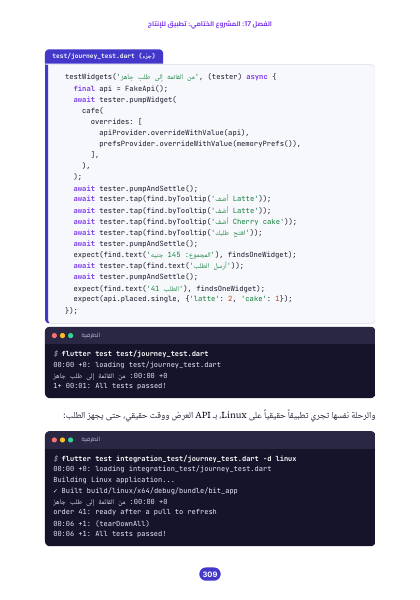 الفصل 17: المشروع الختامي: تطبيق للإنتاج
test/journey_test.dart (جزء)
testWidgets('من القائمة إلى طلب جاهز', (tester) async {
final api = FakeApi();
await tester.pumpWidget(
cafe(
overrides: [
apiProvider.overrideWithValue(api),
prefsProvider.overrideWithValue(memoryPrefs()),
],
),
);
await tester.pumpAndSettle();
await tester.tap(find.byTooltip('أضف Latte'));
await tester.tap(find.byTooltip('أضف Latte'));
await tester.tap(find.byTooltip('أضف Cherry cake'));
await tester.tap(find.byTooltip('افتح طلبك'));
await tester.pumpAndSettle();
expect(find.text('المجموع: 145 جنيه'), findsOneWidget);
await tester.tap(find.text('أرسل الطلب'));
await tester.pumpAndSettle();
expect(find.text('الطلب 41'), findsOneWidget);
expect(api.placed.single, {'latte': 2, 'cake': 1});
});
الطرفية
$ flutter test test/journey_test.dart
00:00 +0: loading test/journey_test.dart
00:00 +0: من القائمة إلى طلب جاهز
00:01 +1: All tests passed!
والرحلة نفسها تجري تطبيقاً حقيقياً على Linux، بـ API العرض ووقت حقيقي، حتى يجهز الطلب:
الطرفية
$ flutter test integration_test/journey_test.dart -d linux
00:00 +0: loading integration_test/journey_test.dart
Building Linux application...
✓ Built build/linux/x64/debug/bundle/bit_app
00:00 +0: من القائمة إلى طلب جاهز
order 41: ready after a pull to refresh
00:06 +1: (tearDownAll)
00:06 +1: All tests passed!
309